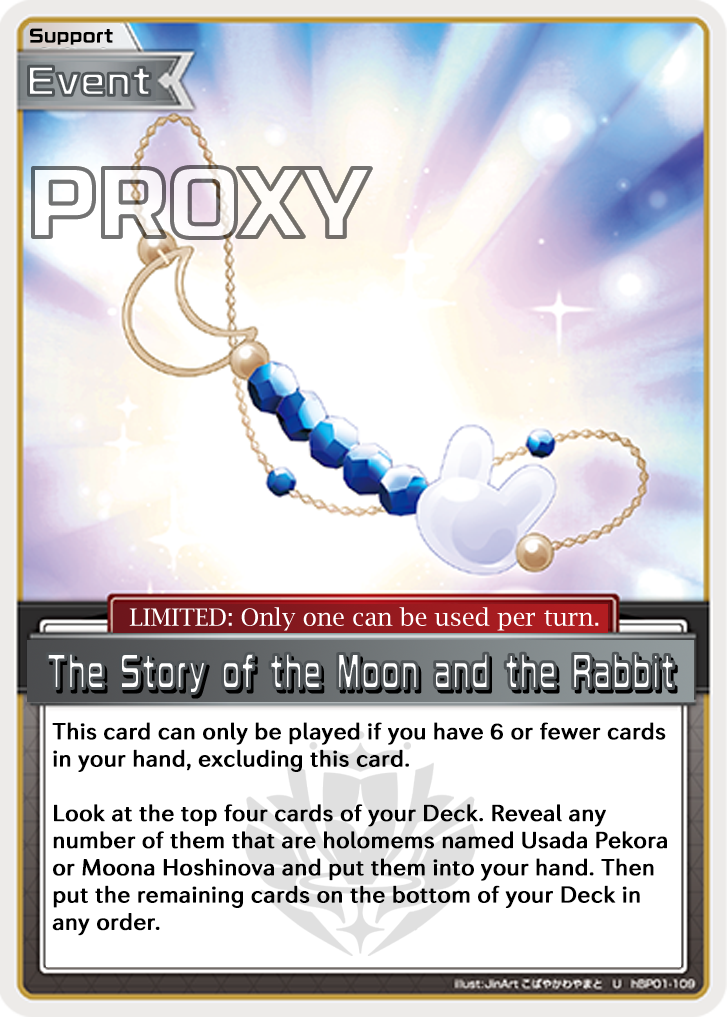 Support
Event
PROXY
LIMITED: Only one can be used per turn.
The Story of the Moon and the Rabbit
This card can only be played if you have 6 or fewer cards
in your hand, excluding this card.
Look at the top four cards of your Deck. Reveal any
number of them that are holomems named Usada Pekora
or Moona Hoshinova and put them into your hand. Then
put the remaining cards on the bottom of your Deck in
any order.
illust:JinArt こばやかわやまと U hBP01-109